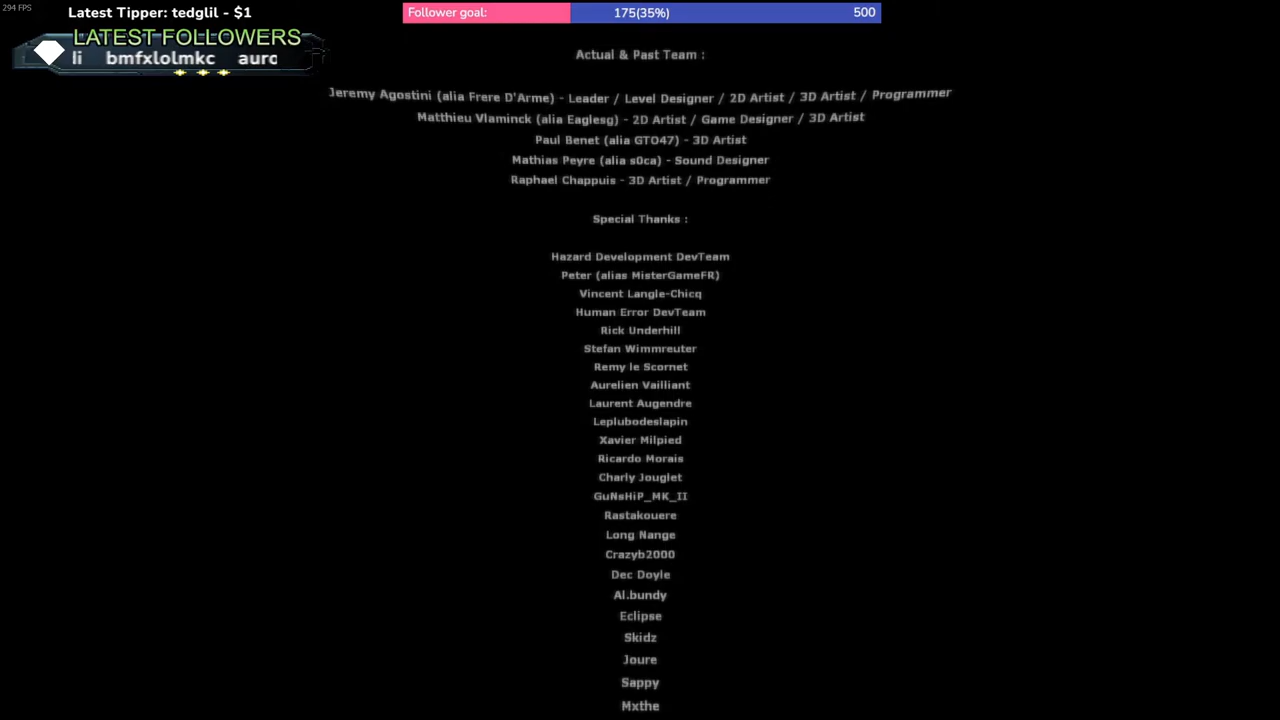 294 FPS
Latest Tipper: tedglil - $1
Follower goal: 175(35%) 500
LATEST FOLLOWERS
li bmfxlolmkc aurc
Actual & Past Team :
Jeremy Agostini (alia Frere D'Arme) - Leader / Level Designer / 2D Artist / 3D Artist / Programmer
Matthieu Vlaminck (alia Eaglesg) - 2D Artist / Game Designer / 3D Artist
Paul Benet (alia GTO47) - 3D Artist
Mathias Peyre (alia s0ca) - Sound Designer
Raphael Chappuis - 3D Artist / Programmer
Special Thanks :
Hazard Development DevTeam
Peter (alias MisterGameFR)
Vincent Langle-Chicq
Human Error DevTeam
Rick Underhill
Stefan Wimmreuter
Remy le Scornet
Aurelien Vailliant
Laurent Augendre
Leplubodeslapin
Xavier Milpied
Ricardo Morais
Charly Jouglet
GuNsHiP_MK_II
Rastakouere
Long Nange
Crazyb2000
Dec Doyle
Al.bundy
Eclipse
Skidz
Joure
Sappy
Mxthe